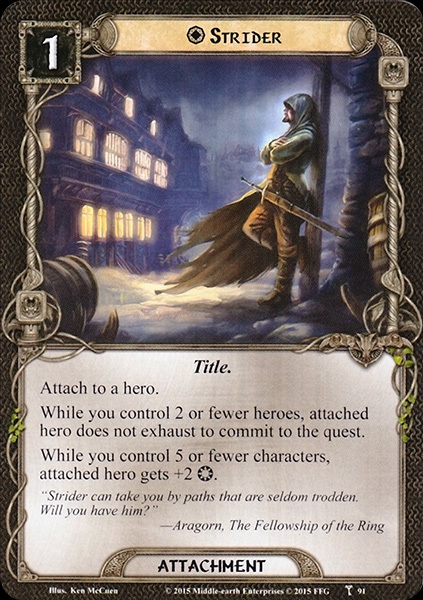 1
Strider
Title.
Attach to a hero.
While you control 2 or fewer heroes, attached
hero does not exhaust to commit to the quest.
While you control 5 or fewer characters,
attached hero gets +2 .
“Strider can take you by paths that are seldom trodden.
Will you have him?”
—Aragorn, The Fellowship of the Ring
ATTACHMENT
Illus. Ken McCuen
© 2015 Middle-earth Enterprises © 2015 FFG
91